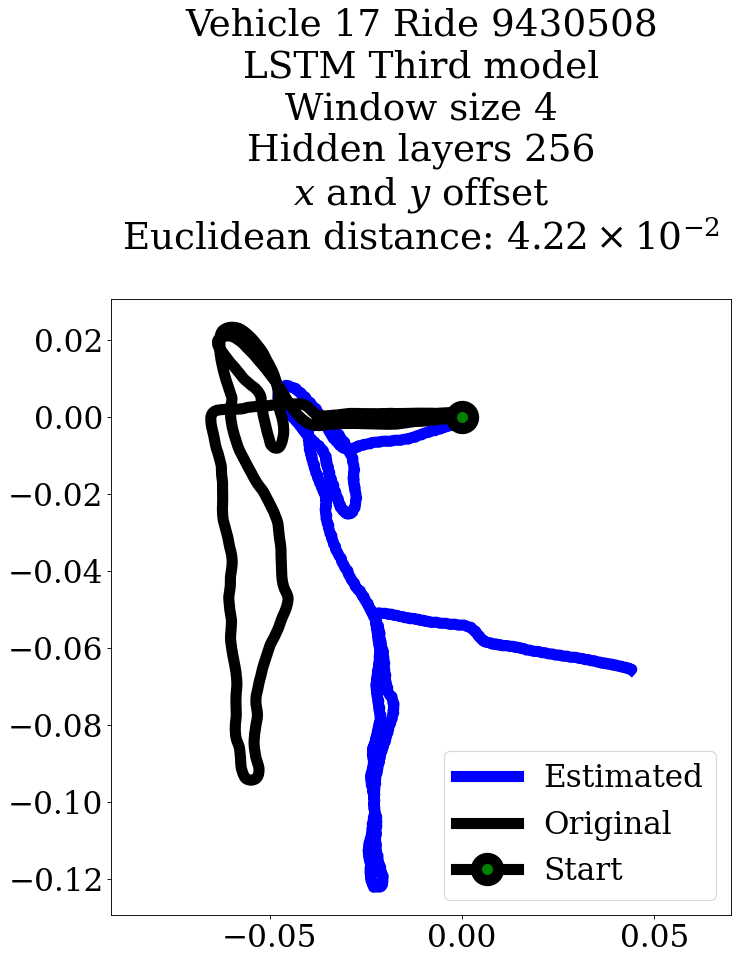 Vehicle 17 Ride 9430508
LSTM Third model
Window size 4
Hidden layers 256
x and y offset
Euclidean distance: 4.22 × 10⁻²
0.02
0.00
−0.02
−0.04
−0.06
−0.08
−0.10
−0.12
Estimated
Original
Start
−0.05 0.00 0.05